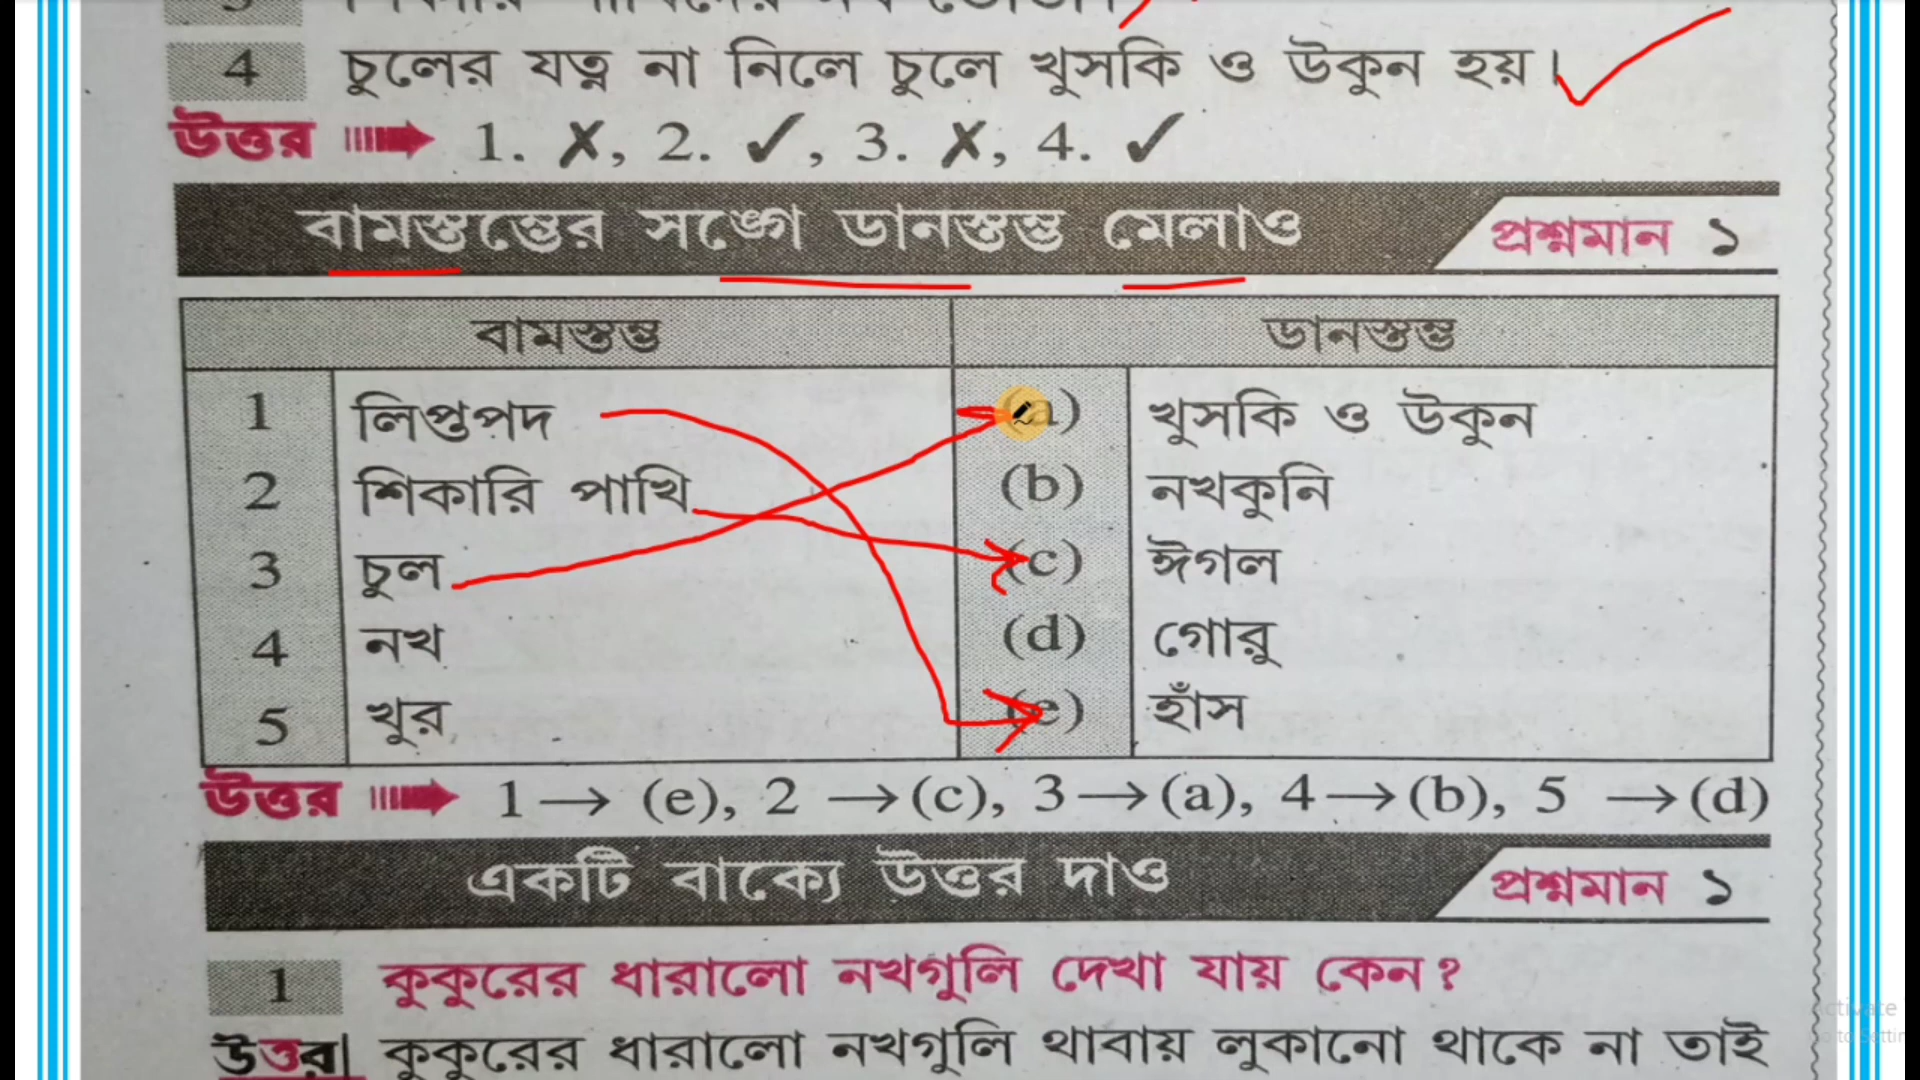 4 চুলের যত্ন না নিলে চুলে খুসকি ও উকুন হয়।
উত্তর 1. ✗, 2. ✓, 3. ✗, 4. ✓
বামস্তম্ভের সঙ্গে ডানস্তম্ভ মেলাও প্রশ্নমান ১
বামস্তম্ভ ডানস্তম্ভ
1 লিপ্তপদ (a) খুসকি ও উকুন
2 শিকারি পাখি (b) নখকুনি
3 চুল (c) ঈগল
4 নখ (d) গোরু
5 খুর (e) হাঁস
উত্তর 1→ (e), 2 →(c), 3→(a), 4→(b), 5 →(d)
একটি বাক্যে উত্তর দাও প্রশ্নমান ১
1 কুকুরের ধারালো নখগুলি দেখা যায় কেন?
উত্তর| কুকুরের ধারালো নখগুলি থাবায় লুকানো থাকে না তাই